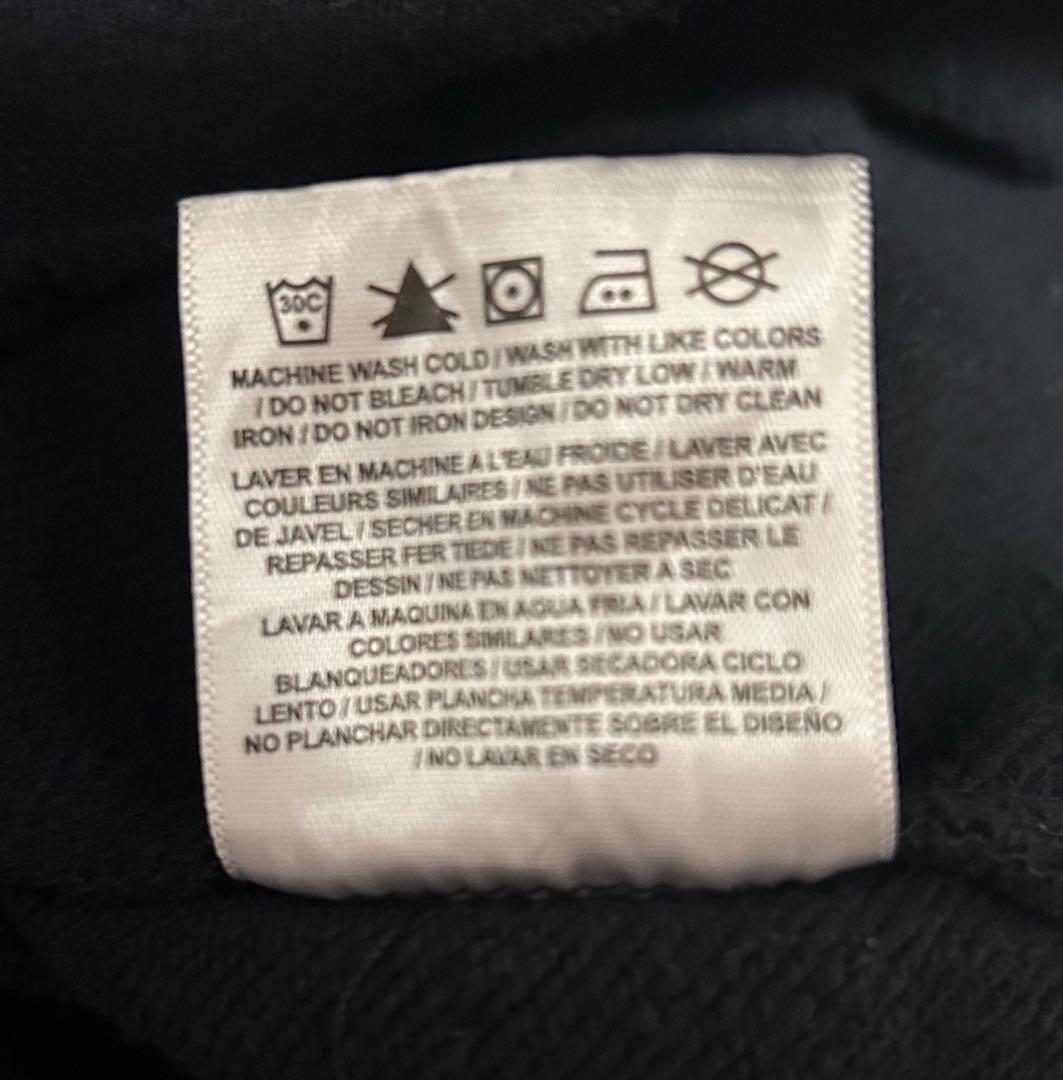 30C
MACHINE WASH COLD / WASH WITH LIKE COLORS
/ DO NOT BLEACH / TUMBLE DRY LOW / WARM
IRON / DO NOT IRON DESIGN / DO NOT DRY CLEAN
LAVER EN MACHINE A L'EAU FROIDE / LAVER AVEC
COULEURS SIMILAIRES / NE PAS UTILISER D'EAU
DE JAVEL / SECHER EN MACHINE CYCLE DELICAT /
REPASSER FER TIEDE / NE PAS REPASSER LE
DESSIN / NE PAS NETTOYER A SEC
LAVAR A MAQUINA EN AGUA FRIA / LAVAR CON
COLORES SIMILARES / NO USAR
BLANQUEADORES / USAR SECADORA CICLO
LENTO / USAR PLANCHA TEMPERATURA MEDIA /
NO PLANCHAR DIRECTAMENTE SOBRE EL DISEÑO
/ NO LAVAR EN SECO